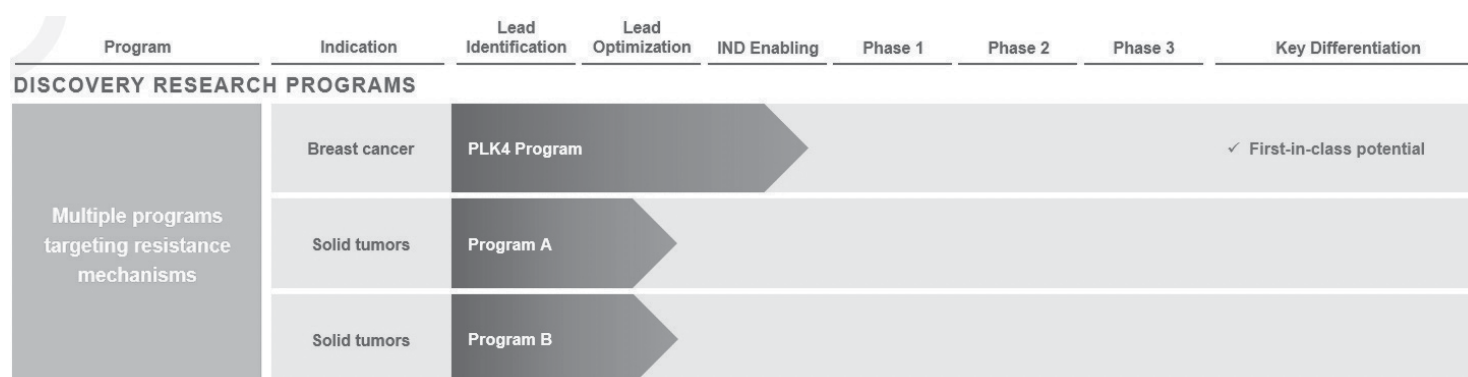 Program
Indication
Lead
Identification
Lead
Optimization
IND Enabling
Phase 1
Phase 2
Phase 3
Key Differentiation
DISCOVERY RESEARCH PROGRAMS
Multiple programs
targeting resistance
mechanisms
Breast cancer
PLK4 Program
✓ First-in-class potential
Solid tumors
Program A
Solid tumors
Program B